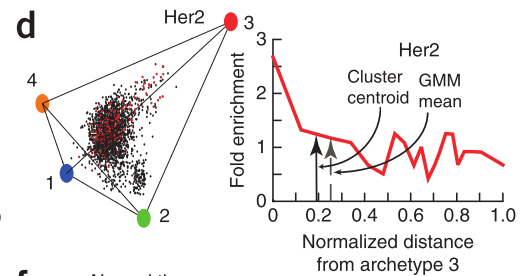 d
Her2
3
4
1
2
Her2
Cluster
centroid
GMM
mean
Fold enrichment
3
2
1
0
0 0.2 0.4 0.6 0.8 1.0
Normalized distance
from archetype 3